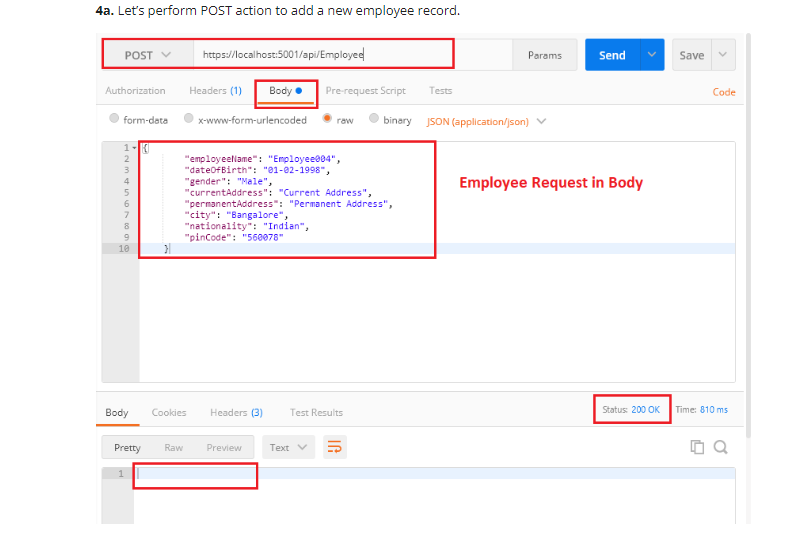 4a. Let's perform POST action to add a new employee record.
POST https://localhost:5001/api/Employee Params Send Save
Authorization Headers (1) Body Pre-request Script Tests Code
form-data x-www-form-urlencoded raw binary JSON (application/json)
1 {
2 "employeeName": "Employee004",
3 "dateOfBirth": "01-02-1998",
4 "gender": "Male",
5 "currentAddress": "Current Address",
6 "permanentAddress": "Permanent Address",
7 "city": "Bangalore",
8 "nationality": "Indian",
9 "pinCode": "560078"
10 }
Employee Request in Body
Body Cookies Headers (3) Test Results Status: 200 OK Time: 810 ms
Pretty Raw Preview Text
1